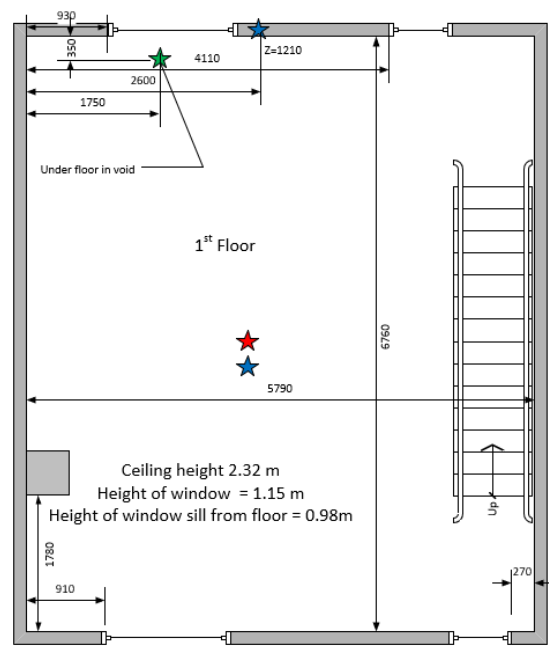 930
350
Z=1210
4110
2600
1750
Under floor in void
1st Floor
6760
5790
Ceiling height 2.32 m
Height of window = 1.15 m
Height of window sill from floor = 0.98m
Up
1780
910
270